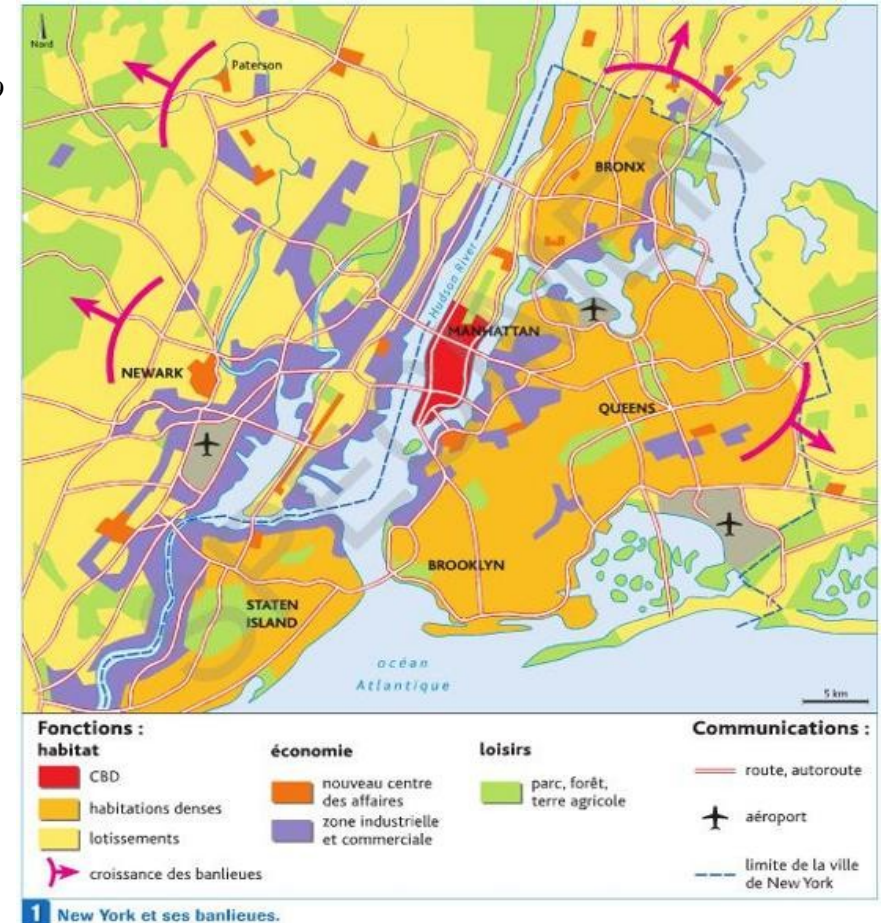 Nord
Paterson
BRONX
Hudson River
MANHATTAN
NEWARK
QUEENS
BROOKLYN
STATEN
ISLAND
océan
Atlantique
5 km
SPECIMEN
Fonctions :
habitat
CBD
habitations denses
lotissements
croissance des banlieues
économie
nouveau centre
des affaires
zone industrielle
et commerciale
loisirs
parc, forêt,
terre agricole
Communications :
route, autoroute
aéroport
limite de la ville
de New York
1 New York et ses banlieues.